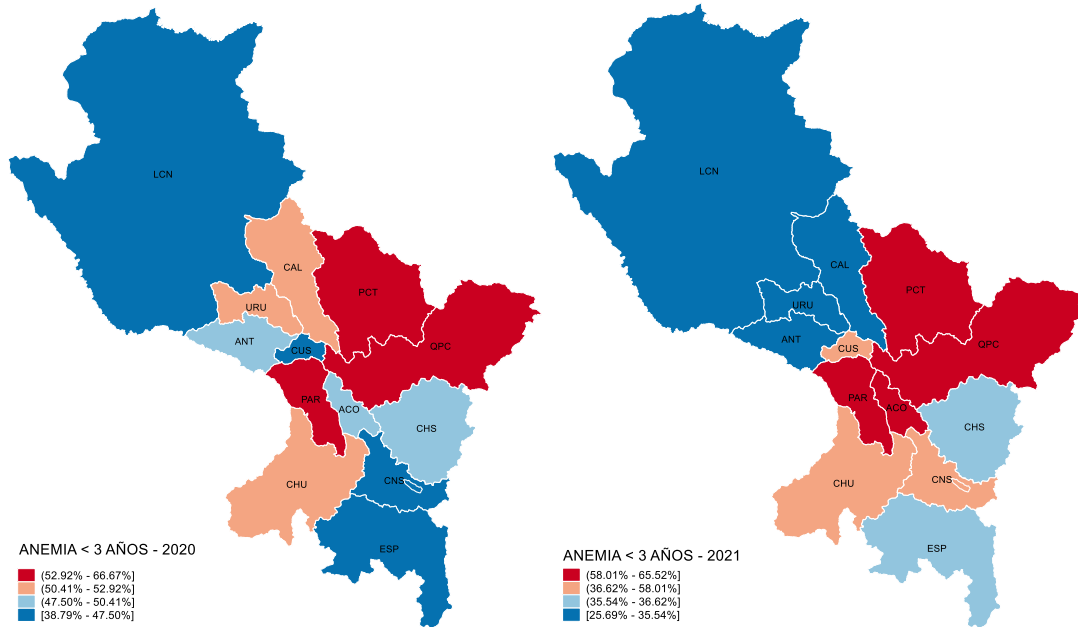 LCN
CAL
PCT
URU
ANT
CUS
QPC
PAR
ACO
CHS
CHU
CNS
ESP
ANEMIA < 3 AÑOS - 2020
(52.92% - 66.67%]
(50.41% - 52.92%]
(47.50% - 50.41%]
[38.79% - 47.50%]
LCN
CAL
PCT
URU
ANT
CUS
QPC
PAR
ACO
CHS
CHU
CNS
ESP
ANEMIA < 3 AÑOS - 2021
(58.01% - 65.52%]
(36.62% - 58.01%]
(35.54% - 36.62%]
[25.69% - 35.54%]